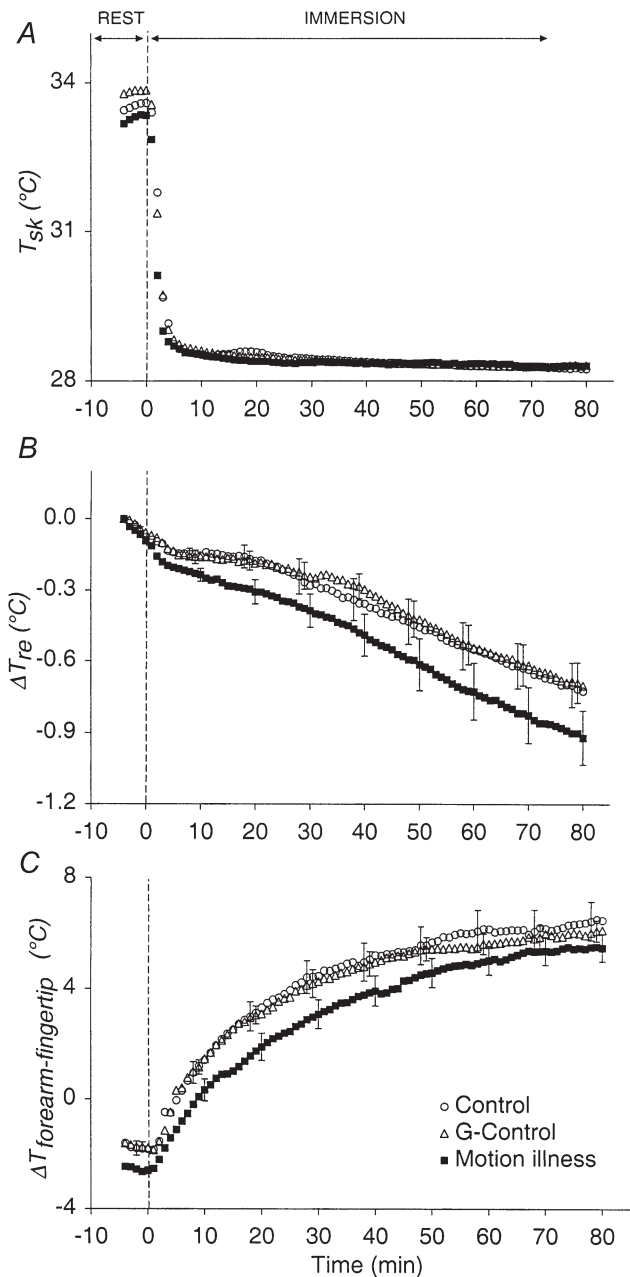 A
REST
IMMERSION
34
31
28
Tsk (°C)
-10 0 10 20 30 40 50 60 70 80
B
0.0
-0.3
-0.6
-0.9
-1.2
ΔTre (°C)
-10 0 10 20 30 40 50 60 70 80
C
8
4
0
-4
ΔTforearm-fingertip (°C)
Control
G-Control
Motion illness
-10 0 10 20 30 40 50 60 70 80
Time (min)